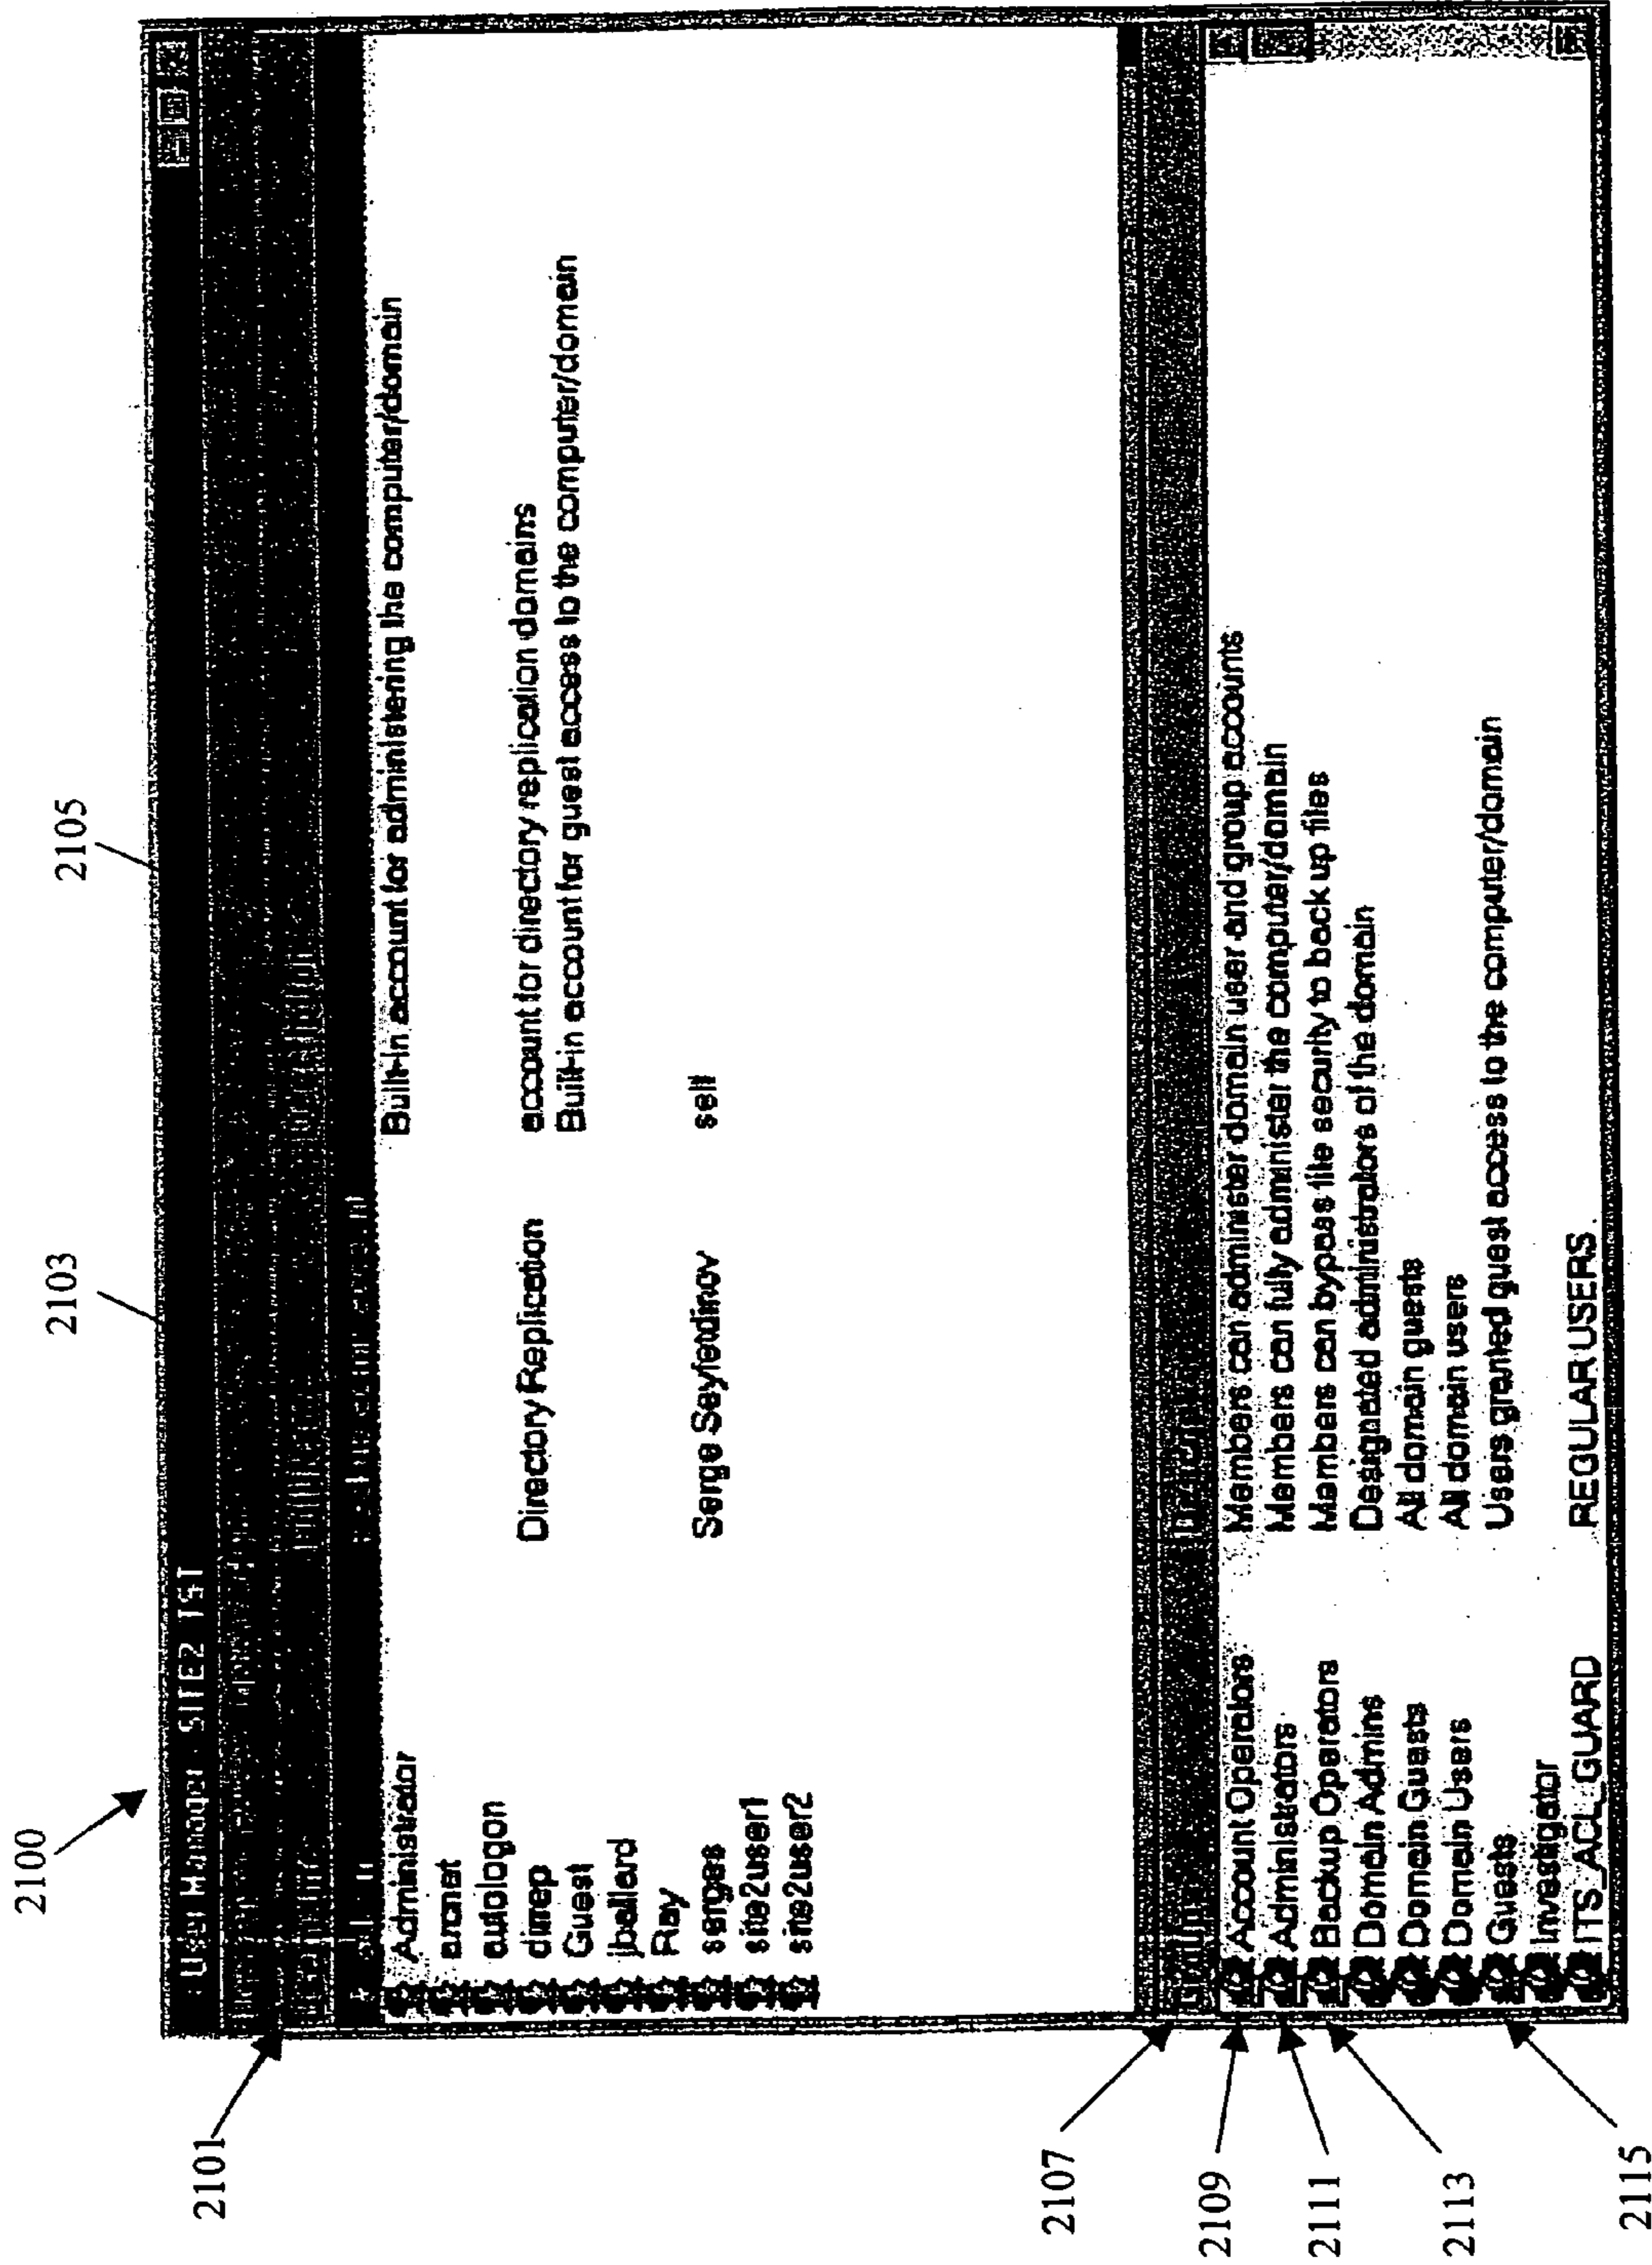 2100
2103
2105
2101
User Manager SITE2 TST
Administrator Built-in account for administering the computer/domain
arcnet
autologon
dirrep Directory Replication account for directory replication domains
Guest Built-in account for guest access to the computer/domain
jballard
Ray
serges Serge self
site2user1
site2user2
2107
2109
Account Operators Members can administer domain user and group accounts
2111
Administrators Members can fully administer the computer/domain
2113
Backup Operators Members can bypass file security to back up files
Domain Admins Designated administrators of the domain
Domain Guests All domain guests
Domain Users All domain users
2115
Guests Users granted guest access to the computer/domain
Investigator
ITS_ACL_GUARD REGULAR USERS.